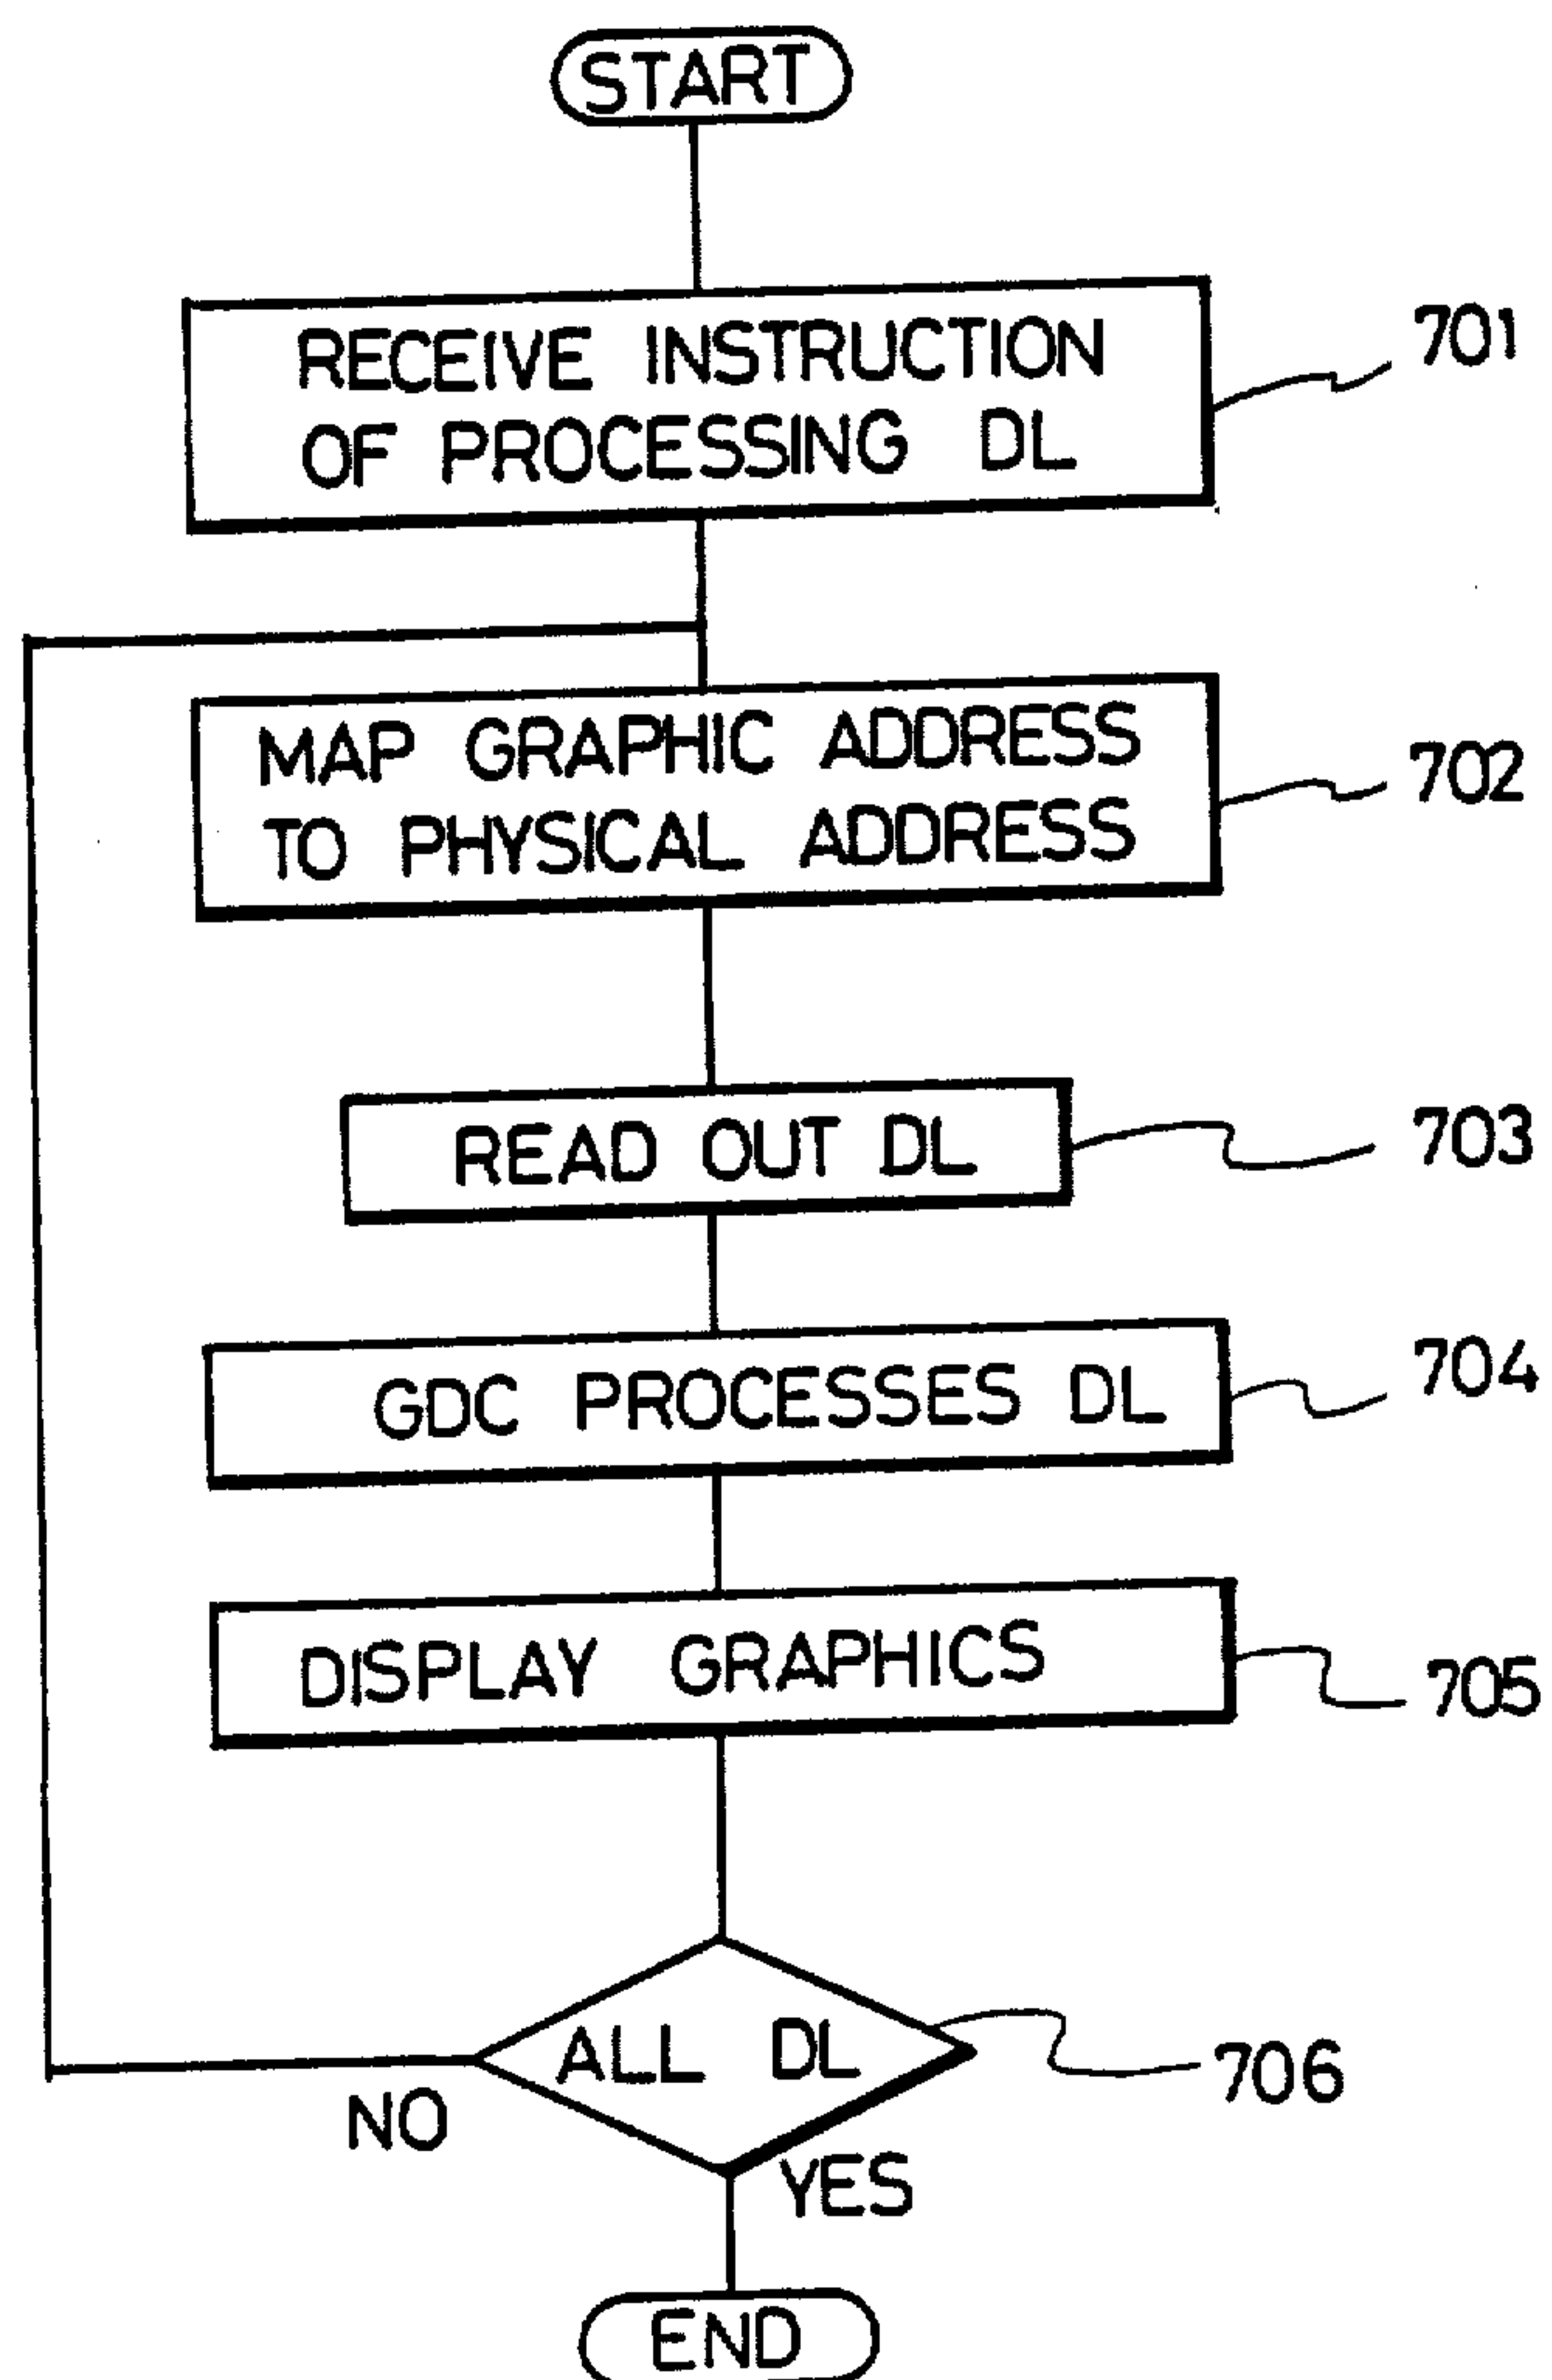 START
RECEIVE INSTRUCTION
OF PROCESSING DL
701
MAP GRAPHIC ADDRESS
TO PHYSICAL ADDRESS
702
READ OUT DL
703
GDC PROCESSES DL
704
DISPLAY GRAPHICS
705
ALL DL
706
NO
YES
END